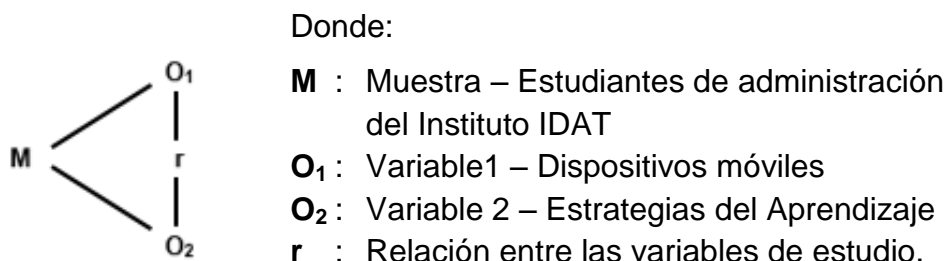 Donde:
O₁
M : Muestra – Estudiantes de administración
del Instituto IDAT
M
r
O₁ : Variable1 – Dispositivos móviles
O₂ : Variable 2 – Estrategias del Aprendizaje
O₂
r : Relación entre las variables de estudio.